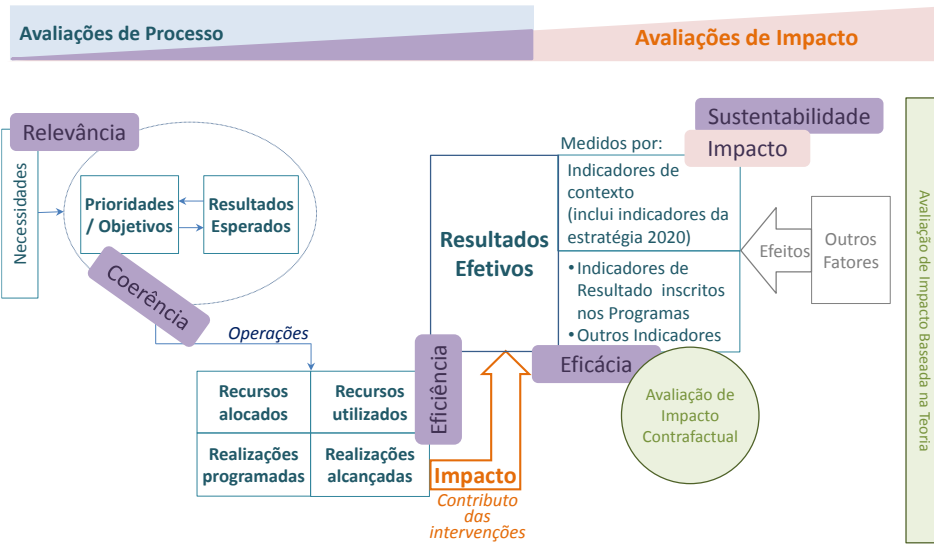 Avaliações de Processo
Avaliações de Impacto
Relevância
Necessidades
Prioridades
/ Objetivos
Resultados
Esperados
Coerência
Operações
Recursos
alocados
Recursos
utilizados
Realizações
programadas
Realizações
alcançadas
Eficiência
Impacto
Contributo
das
intervenções
Resultados
Efetivos
Medidos por:
Indicadores de
contexto
(inclui indicadores da
estratégia 2020)
•Indicadores de
Resultado inscritos
nos Programas
•Outros Indicadores
Eficácia
Sustentabilidade
Impacto
Efeitos
Outros
Fatores
Avaliação de
Impacto
Contrafactual
Avaliação de Impacto Baseada na Teoria